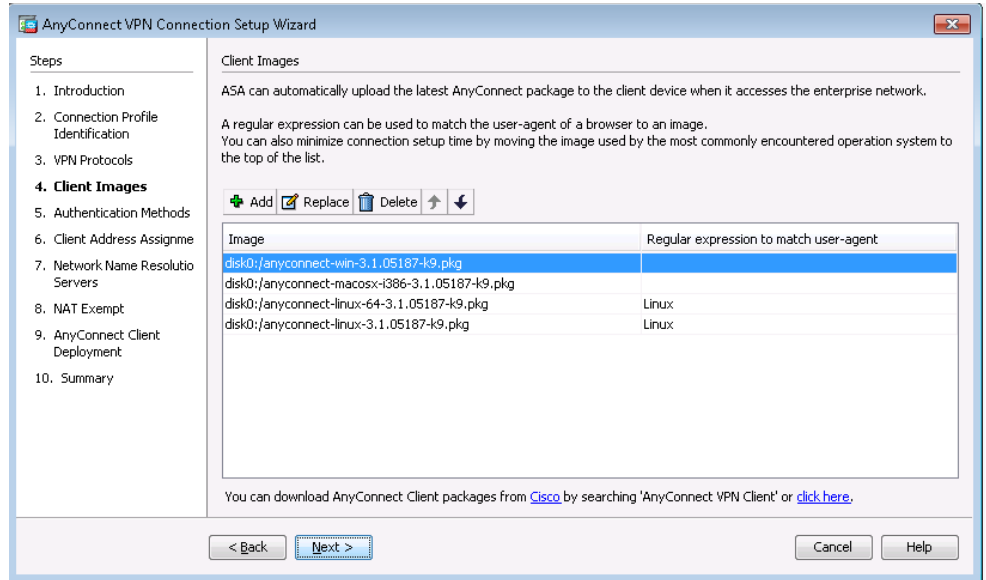 AnyConnect VPN Connection Setup Wizard
Steps
1. Introduction
2. Connection Profile
Identification
3. VPN Protocols
4. Client Images
5. Authentication Methods
6. Client Address Assignme
7. Network Name Resolutio
Servers
8. NAT Exempt
9. AnyConnect Client
Deployment
10. Summary
Client Images
ASA can automatically upload the latest AnyConnect package to the client device when it accesses the enterprise network.
A regular expression can be used to match the user-agent of a browser to an image.
You can also minimize connection setup time by moving the image used by the most commonly encountered operation system to
the top of the list.
Add Replace Delete
Image Regular expression to match user-agent
disk0:/anyconnect-win-3.1.05187-k9.pkg
disk0:/anyconnect-macosx-i386-3.1.05187-k9.pkg
disk0:/anyconnect-linux-64-3.1.05187-k9.pkg Linux
disk0:/anyconnect-linux-3.1.05187-k9.pkg Linux
You can download AnyConnect Client packages from Cisco by searching 'AnyConnect VPN Client' or click here.
< Back Next > Cancel Help